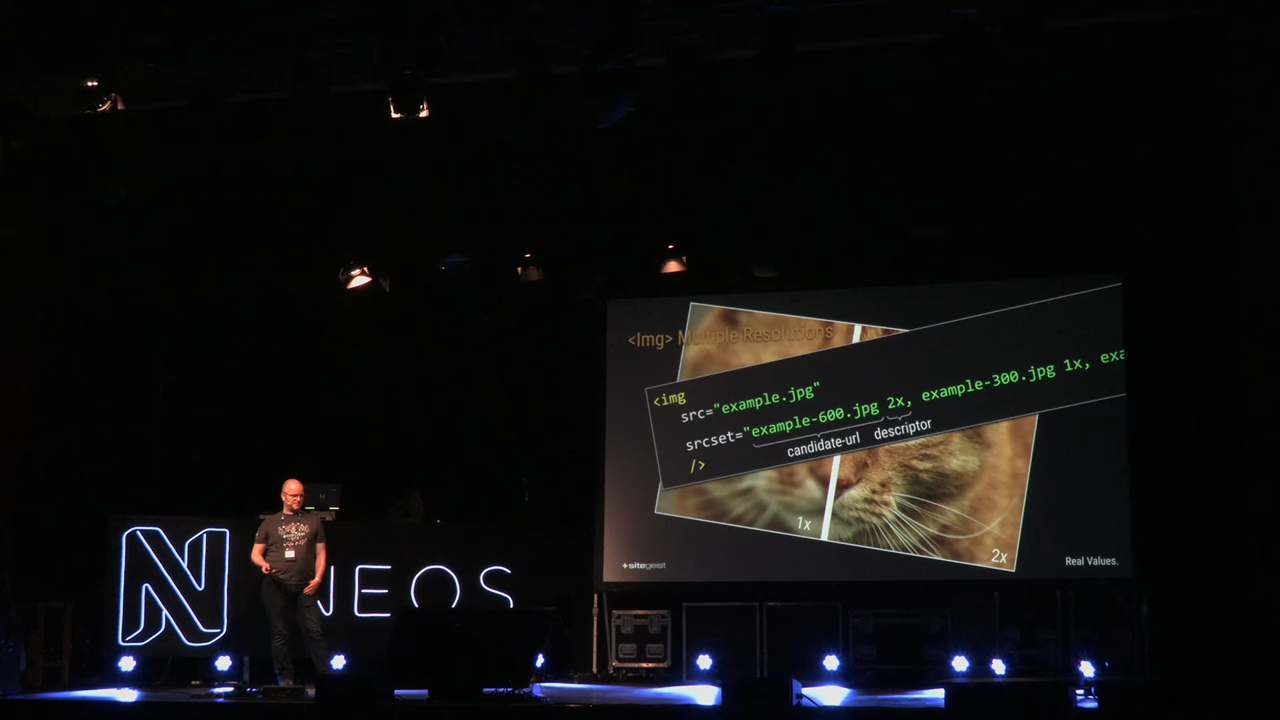 <Img> Multiple Resolutions
<img
src="example.jpg"
srcset="example-600.jpg 2x, example-300.jpg 1x, exa
candidate-url descriptor
/>
1x
2x
+sitegeist
Real Values.
N NEOS